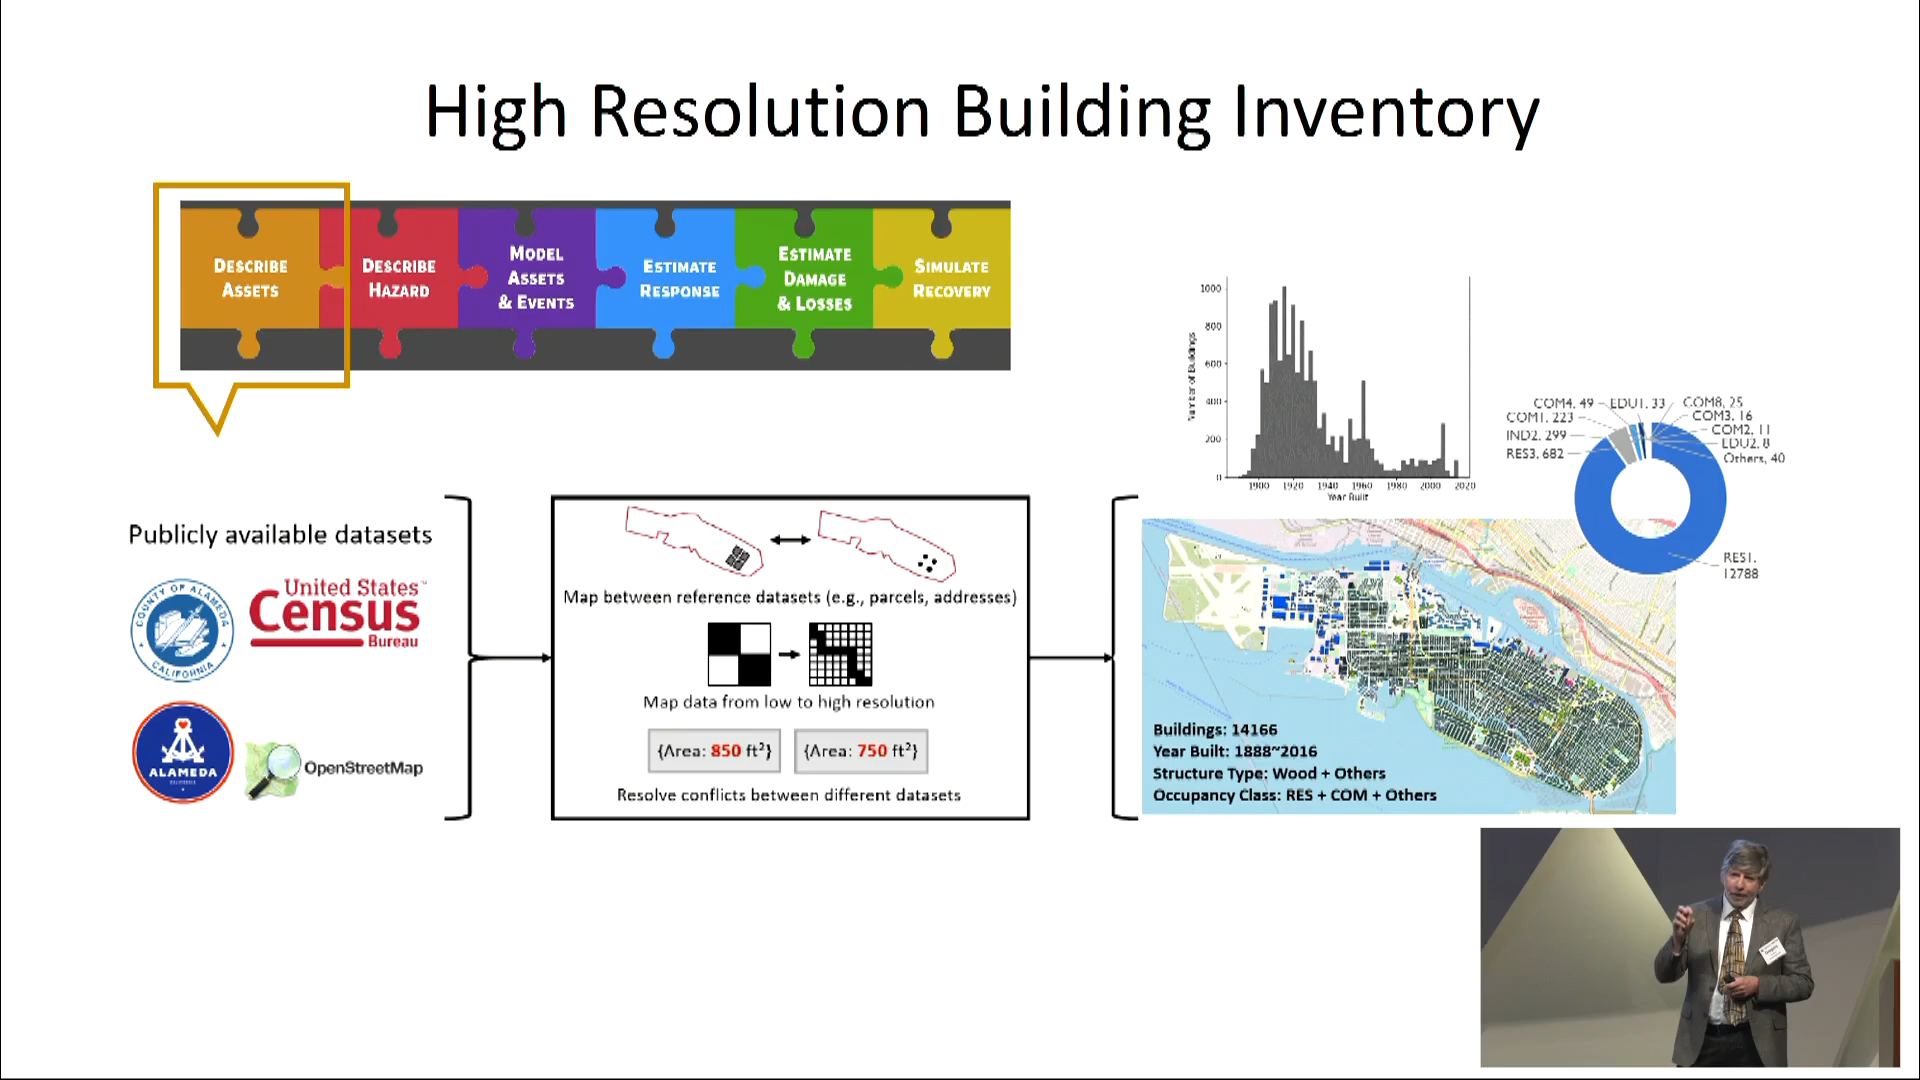 High Resolution Building Inventory
DESCRIBE
ASSETS
DESCRIBE
HAZARD
MODEL
ASSETS
& EVENTS
ESTIMATE
RESPONSE
ESTIMATE
DAMAGE
& LOSSES
SIMULATE
RECOVERY
Publicly available datasets
COUNTY OF ALAMEDA
CALIFORNIA
United States™
Census
Bureau
ALAMEDA
OpenStreetMap
Map between reference datasets (e.g., parcels, addresses)
Map data from low to high resolution
{Area: 850 ft²}
{Area: 750 ft²}
Resolve conflicts between different datasets
Number of Buildings
1000
800
600
400
200
0
1900 1920 1940 1960 1980 2000 2020
Year Built
COM4, 49
EDU1, 33
COM8, 25
COM1, 223
COM3, 16
IND2, 299
COM2, 11
EDU2, 8
RES3, 682
Others, 40
RES1,
12788
Buildings: 14166
Year Built: 1888~2016
Structure Type: Wood + Others
Occupancy Class: RES + COM + Others